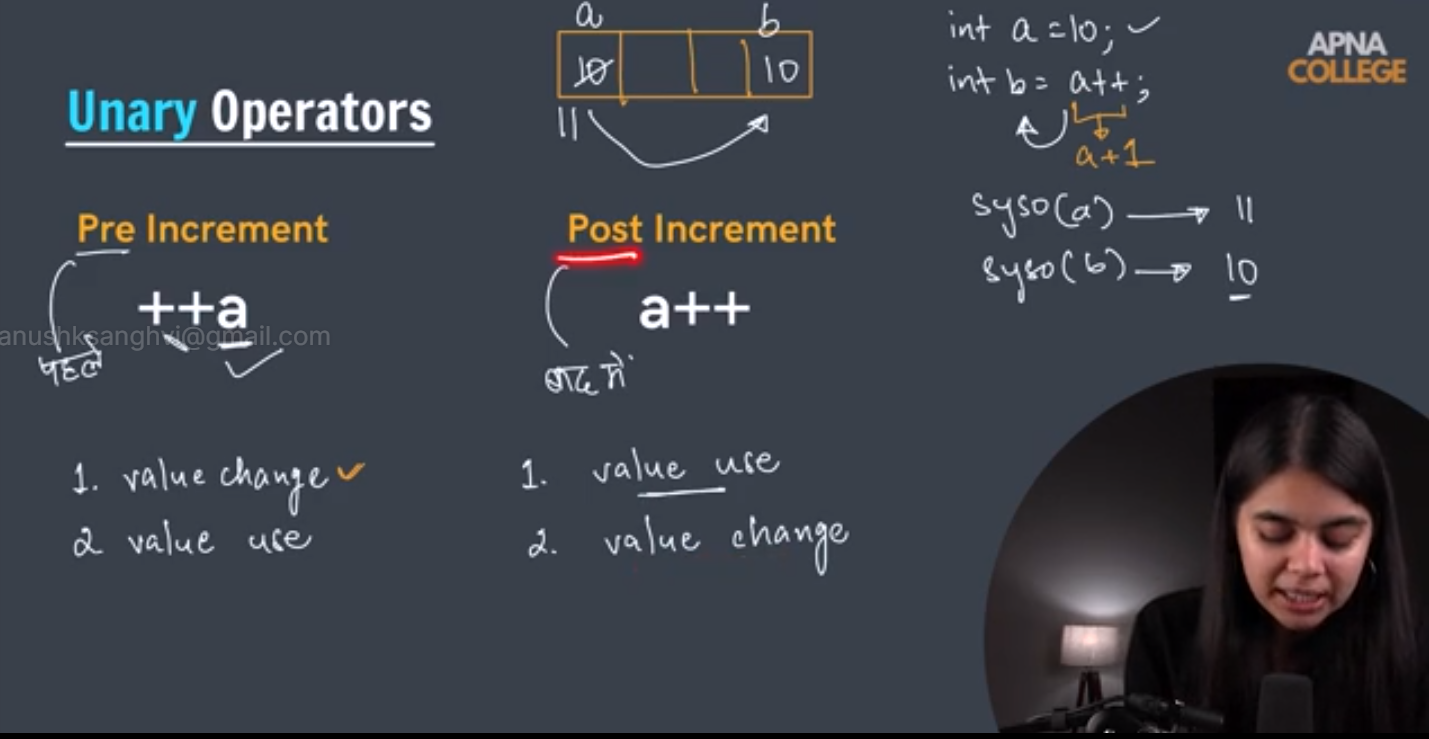 Unary Operators
a b
10 10
11
int a = 10;
int b = a++;
a+1
syso(a) → 11
syso(b) → 10
APNA
COLLEGE
Pre Increment
++a
पहले
1. value change
2 value use
Post Increment
a++
बाद में
1. value use
2. value change
anushksanghvi@gmail.com